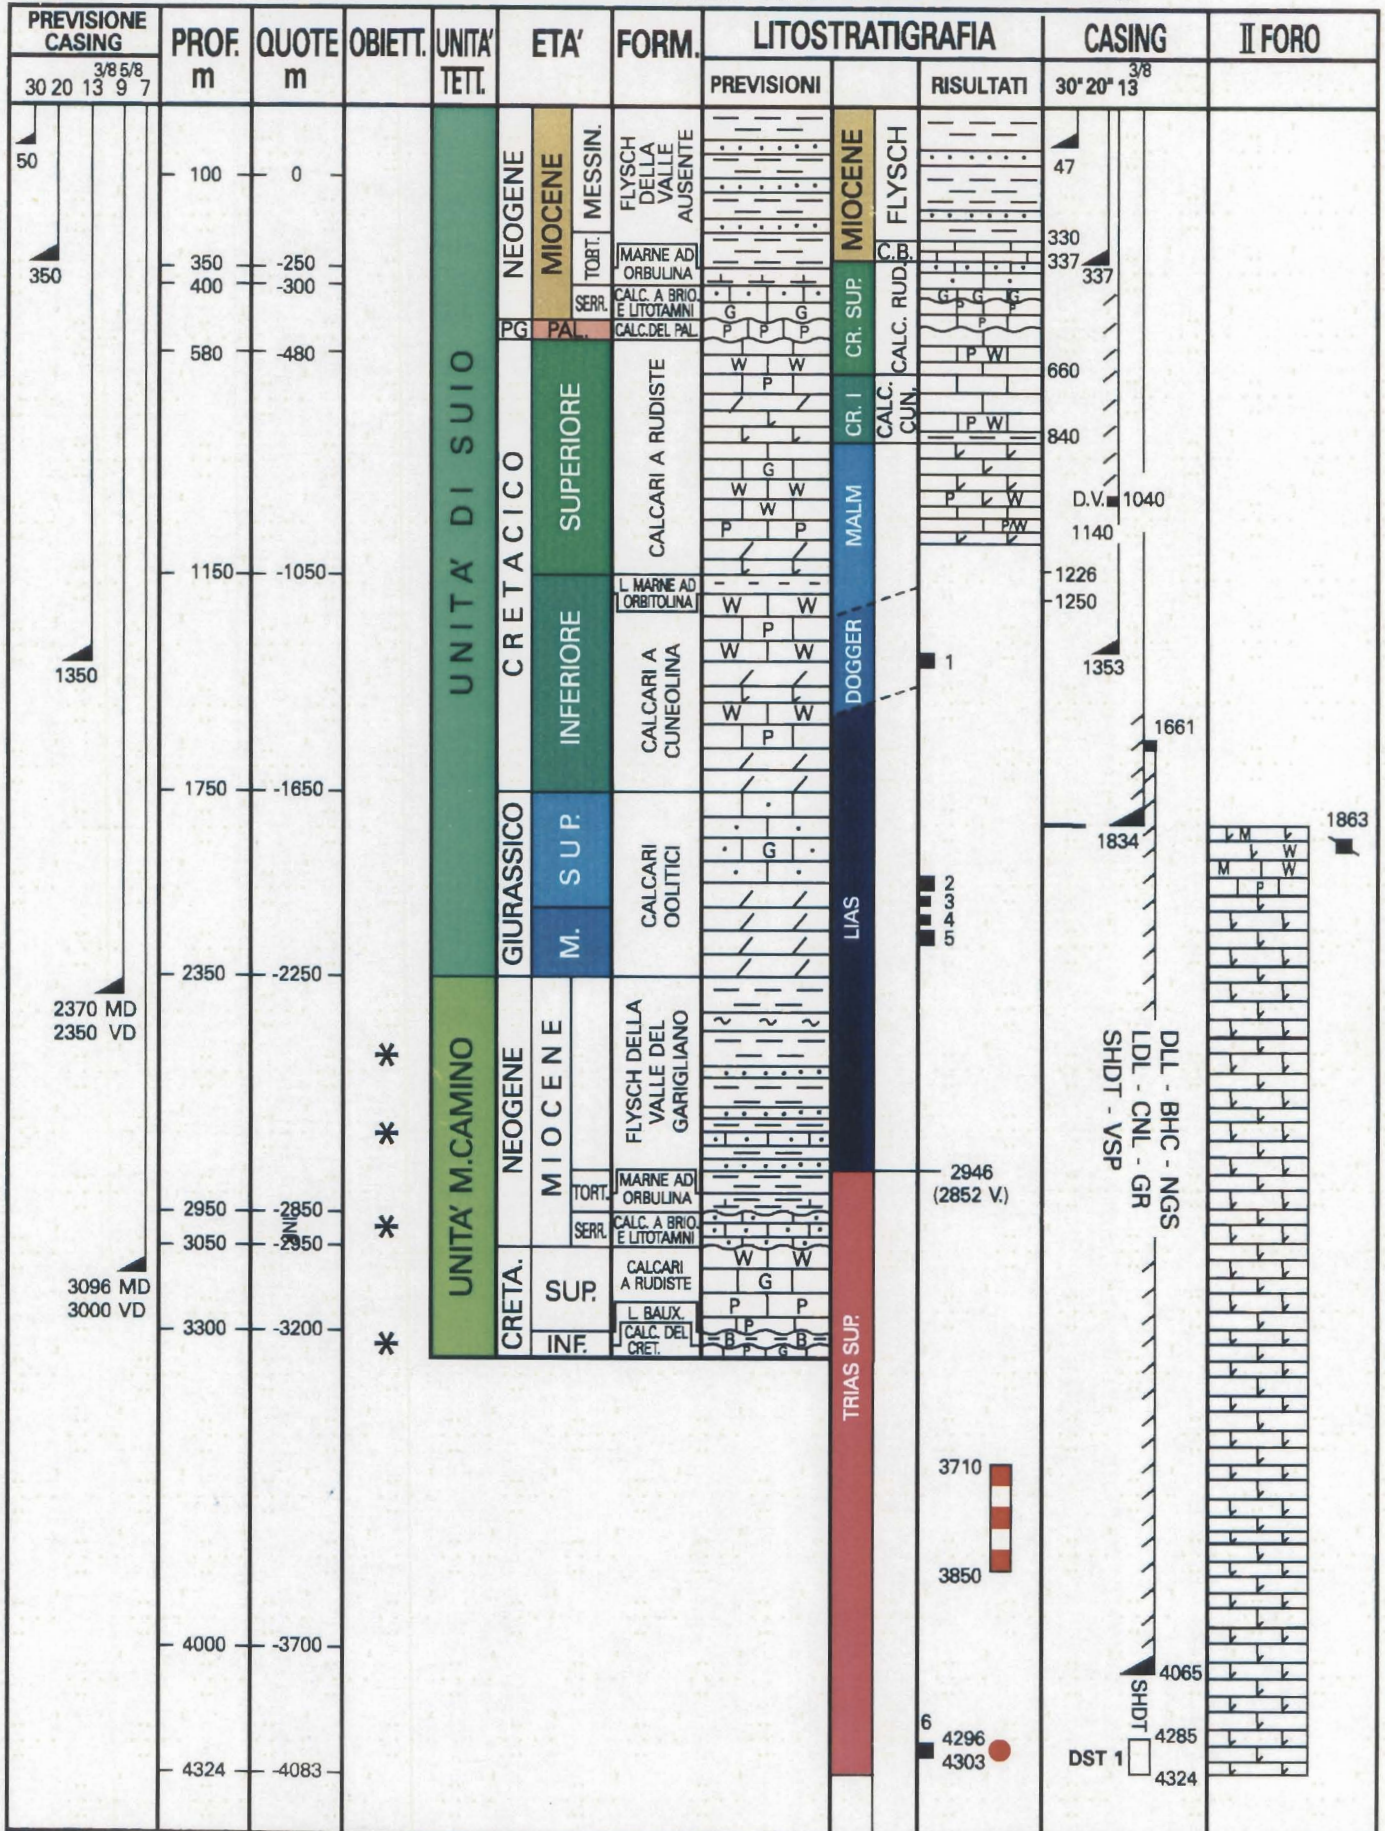 PREVISIONE
CASING
3/8 5/8
30 20 13 9 7
PROF.
m
QUOTE
m
OBIETT.
UNITA'
TETT.
ETA'
FORM.
LITOSTRATIGRAFIA
PREVISIONI
RISULTATI
CASING
3/8
30" 20" 13
II FORO
50
350
1350
2370 MD
2350 VD
3096 MD
3000 VD
100
350
400
580
1150
1750
2350
2950
3050
3300
4000
4324
0
-250
-300
-480
-1050
-1650
-2250
-2850
-2950
-3200
-3700
-4083
*
*
*
*
UNITA' DI SUIO
UNITA' M.CAMINO
NEOGENE
PG
CRETACICO
GIURASSICO
NEOGENE
CRETA.
MIOCENE
PAL.
SUPERIORE
INFERIORE
SUP.
M.
MIOCENE
SUP.
INF.
MESSIN.
TORT.
SERR.
TORT.
SERR.
FLYSCH
DELLA
VALLE
AUSENTE
MARNE AD
ORBULINA
CALC. A BRIO.
E LITOTAMNI
CALC.DEL PAL.
CALCARI A RUDISTE
L. MARNE AD
ORBITOLINA
CALCARI A
CUNEOLINA
CALCARI
OOLITICI
FLYSCH DELLA
VALLE DEL
GARIGLIANO
MARNE AD
ORBULINA
CALC. A BRIO.
E LITOTAMNI
CALCARI
A RUDISTE
L. BAUX.
CALC. DEL
CRET.
G G
P P P
W W
P
G
W W
W
P P
W W
P
W W
W W
P
G
W W
G
P P
P
B B
P G
MIOCENE
CR. SUP.
CR. I
MALM
DOGGER
LIAS
TRIAS SUP.
FLYSCH
C.B.
CALC. RUD.
CALC.
CUN.
G G G
P P
P
P W
P W
P W
P/W
1
2
3
4
5
2946
(2852 V.)
3710
3850
6
4296
4303
47
330
337
337
660
840
D.V. 1040
1140
1226
1250
1353
1661
1834
DLL - BHC - NGS
LDL - CNL - GR
SHDT - VSP
4065
SHDT
DST 1
4285
4324
1863
M
W
M W
P